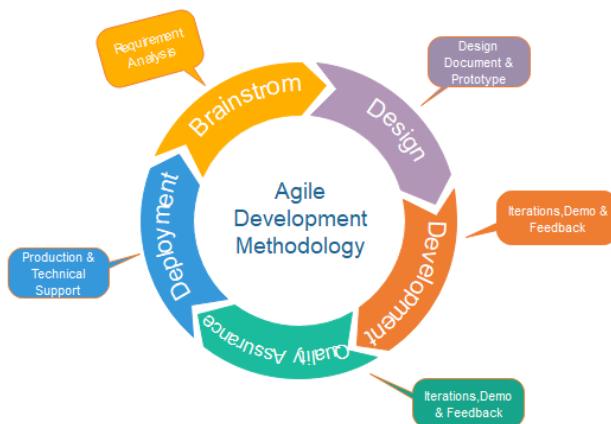 Requirement
Analysis
Brainstrom
Design
Document &
Prototype
Design
Iterations,Demo &
Feedback
Development
Agile
Development
Methodology
Deployment
Production &
Technical
Support
Quality Assurance
Iterations,Demo
& Feedback